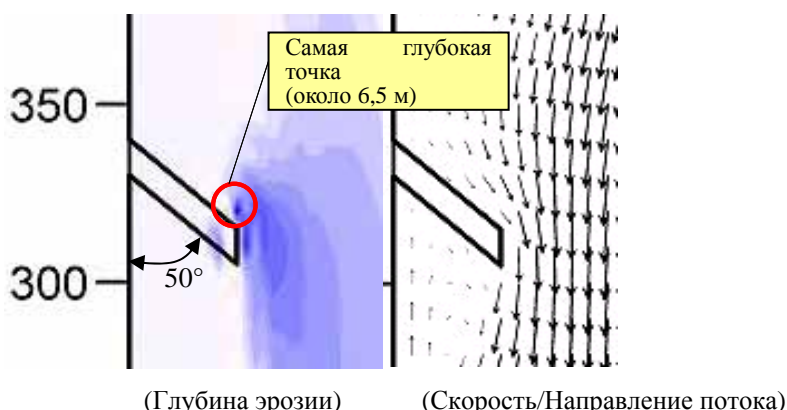 Самая глубокая
точка
(около 6,5 м)
350
50°
300
(Глубина эрозии) (Скорость/Направление потока)